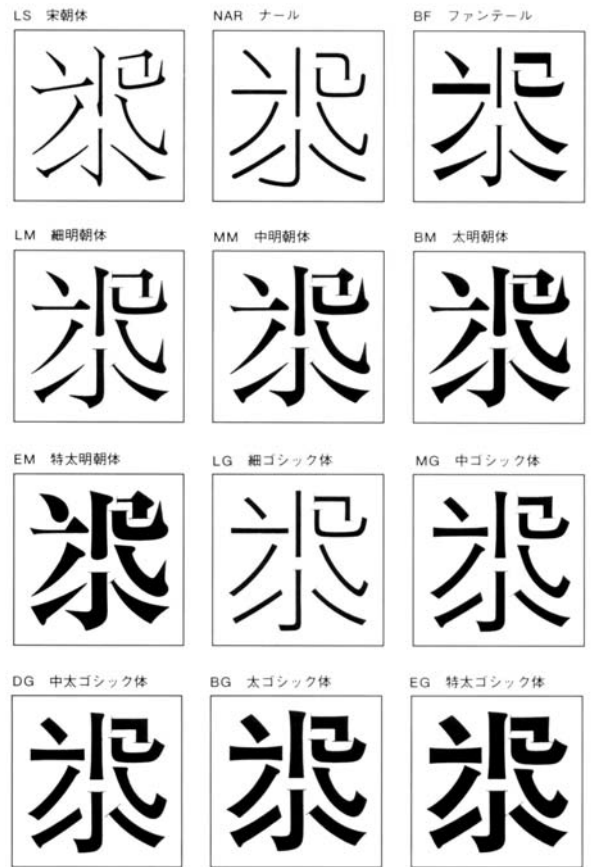 LS 宋朝体
NAR ナール
BF ファンテール
LM 細明朝体
MM 中明朝体
BM 太明朝体
EM 特太明朝体
LG 細ゴシック体
MG 中ゴシック体
DG 中太ゴシック体
BG 太ゴシック体
EG 特太ゴシック体